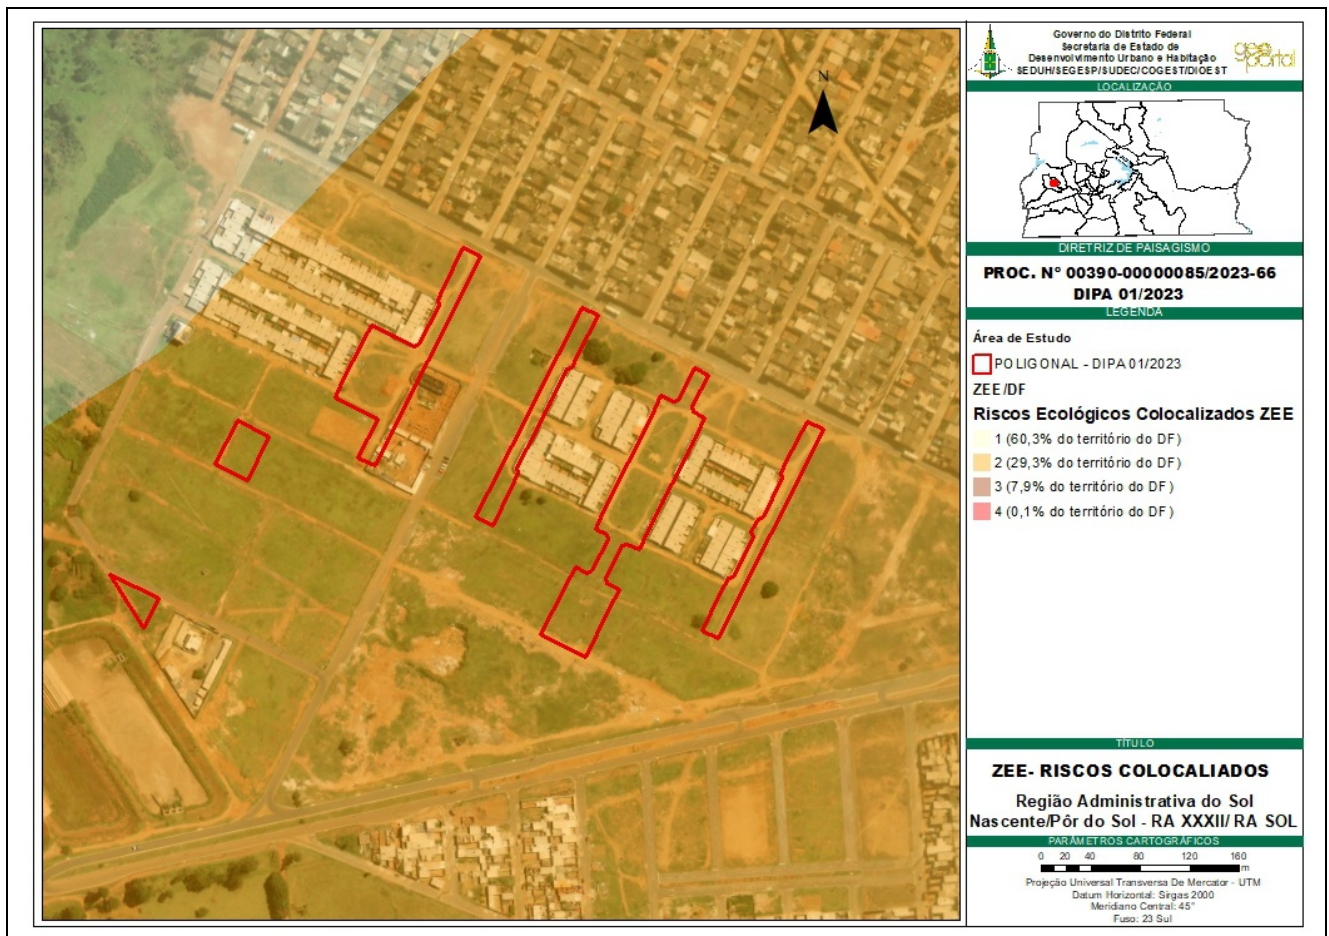 N
Governo do Distrito Federal
Secretaria de Estado de
Desenvolvimento Urbano e Habitação
SEDUH/SEGESP/SUDEC/COGEST/DIOEST
geo
portal
LOCALIZAÇÃO
DIRETRIZ DE PAISAGISMO
PROC. Nº 00390-00000085/2023-66
DIPA 01/2023
LEGENDA
Área de Estudo
POLIGONAL - DIPA 01/2023
ZEE/DF
Riscos Ecológicos Colocalizados ZEE
1 (60,3% do território do DF)
2 (29,3% do território do DF)
3 (7,9% do território do DF)
4 (0,1% do território do DF)
TÍTULO
ZEE- RISCOS COLOCALIADOS
Região Administrativa do Sol
Nascente/Pôr do Sol - RA XXXII/ RA SOL
PARÂMETROS CARTOGRÁFICOS
0 20 40 80 120 160
m
Projeção Universal Transversa De Mercator - UTM
Datum Horizontal: Sirgas 2000
Meridiano Central: 45°
Fuso: 23 Sul